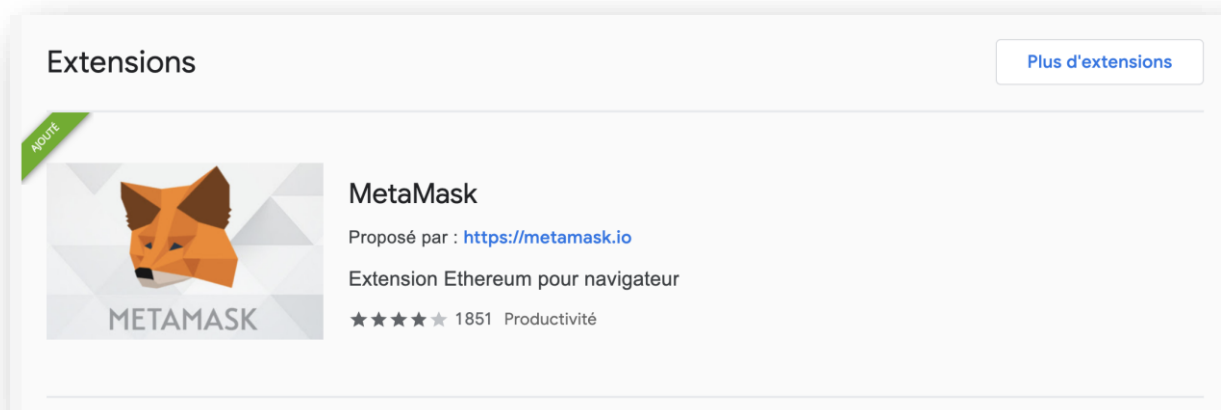 Extensions
Plus d'extensions
AJOUTÉ
METAMASK
MetaMask
Proposé par : https://metamask.io
Extension Ethereum pour navigateur
1851 Productivité